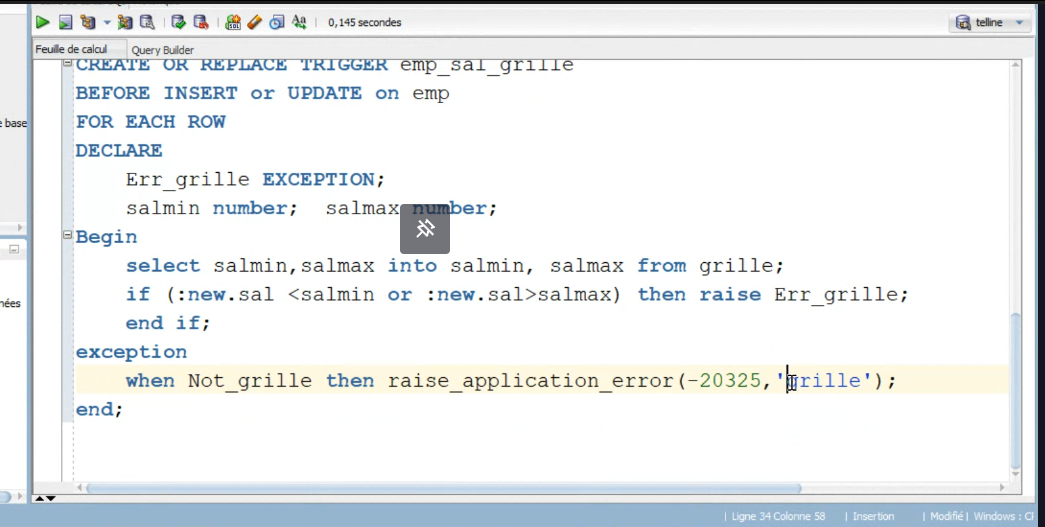 0,145 secondes
telline
Feuille de calcul
Query Builder
CREATE OR REPLACE TRIGGER emp_sal_grille
BEFORE INSERT or UPDATE on emp
e base
FOR EACH ROW
DECLARE
Err_grille EXCEPTION;
salmin number; salmax number;
Begin
select salmin,salmax into salmin, salmax from grille;
nées
if (:new.sal <salmin or :new.sal>salmax) then raise Err_grille;
end if;
exception
when Not_grille then raise_application_error(-20325,'grille');
end;
| Ligne 34 Colonne 58 | Insertion | Modifié | Windows : C